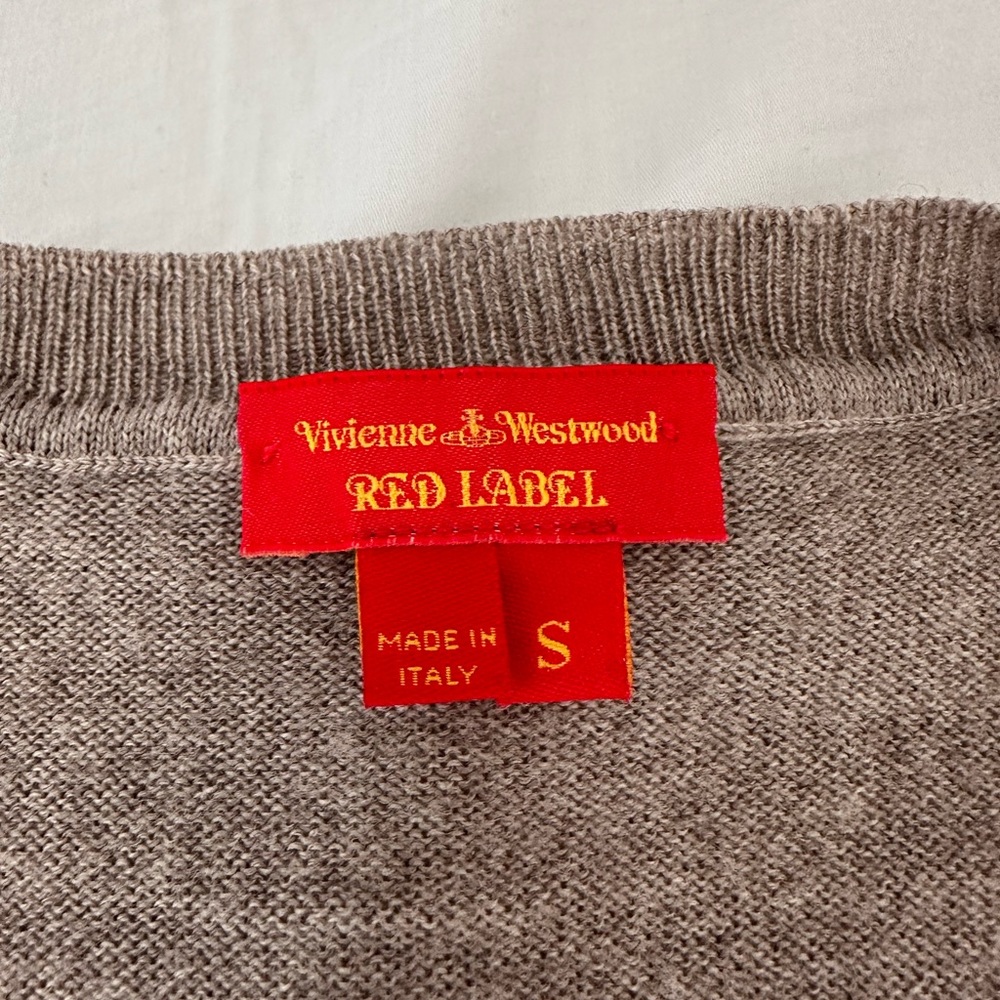 Vivienne Westwood
RED LABEL
MADE IN
ITALY
S